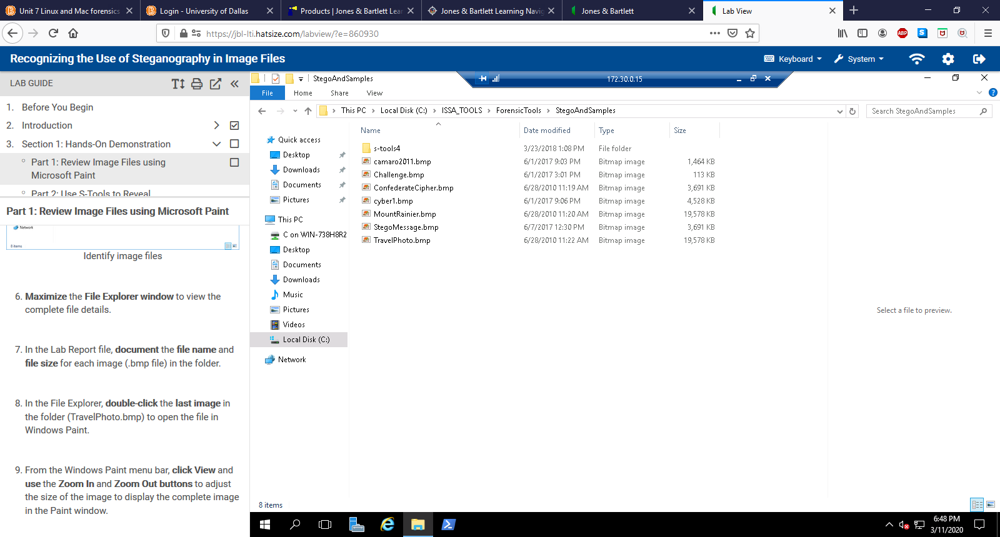 Unit 7 Linux and Mac forensics
Login - University of Dallas
Products | Jones & Bartlett Lear
Jones & Bartlett Learning Navig
Jones & Bartlett
Lab View
https://jbl-lti.hatsize.com/labview/?e=860930
ABP
S
Recognizing the Use of Steganography in Image Files
Keyboard
System
LAB GUIDE
1. Before You Begin
2. Introduction
3. Section 1: Hands-On Demonstration
Part 1: Review Image Files using
Microsoft Paint
Part 2: Use S-Tools to Reveal
Part 1: Review Image Files using Microsoft Paint
Network
8 items
Identify image files
6. Maximize the File Explorer window to view the
complete file details.
7. In the Lab Report file, document the file name and
file size for each image (.bmp file) in the folder.
8. In the File Explorer, double-click the last image in
the folder (TravelPhoto.bmp) to open the file in
Windows Paint.
9. From the Windows Paint menu bar, click View and
use the Zoom In and Zoom Out buttons to adjust
the size of the image to display the complete image
in the Paint window.
StegoAndSamples
172.30.0.15
File Home Share View
This PC > Local Disk (C:) > ISSA_TOOLS > ForensicTools > StegoAndSamples
Search StegoAndSamples
Quick access
Desktop
Downloads
Documents
Pictures
This PC
C on WIN-738H8R2
Desktop
Documents
Downloads
Music
Pictures
Videos
Local Disk (C:)
Network
Name Date modified Type Size
s-tools4 3/23/2018 1:08 PM File folder
camaro2011.bmp 6/1/2017 9:03 PM Bitmap image 1,464 KB
Challenge.bmp 6/1/2017 3:01 PM Bitmap image 113 KB
ConfederateCipher.bmp 6/28/2010 11:19 AM Bitmap image 3,691 KB
cyber1.bmp 6/1/2017 9:06 PM Bitmap image 4,528 KB
MountRainier.bmp 6/28/2010 11:20 AM Bitmap image 19,578 KB
StegoMessage.bmp 6/7/2017 12:30 PM Bitmap image 3,691 KB
TravelPhoto.bmp 6/28/2010 11:22 AM Bitmap image 19,578 KB
Select a file to preview.
8 items
6:48 PM
3/11/2020